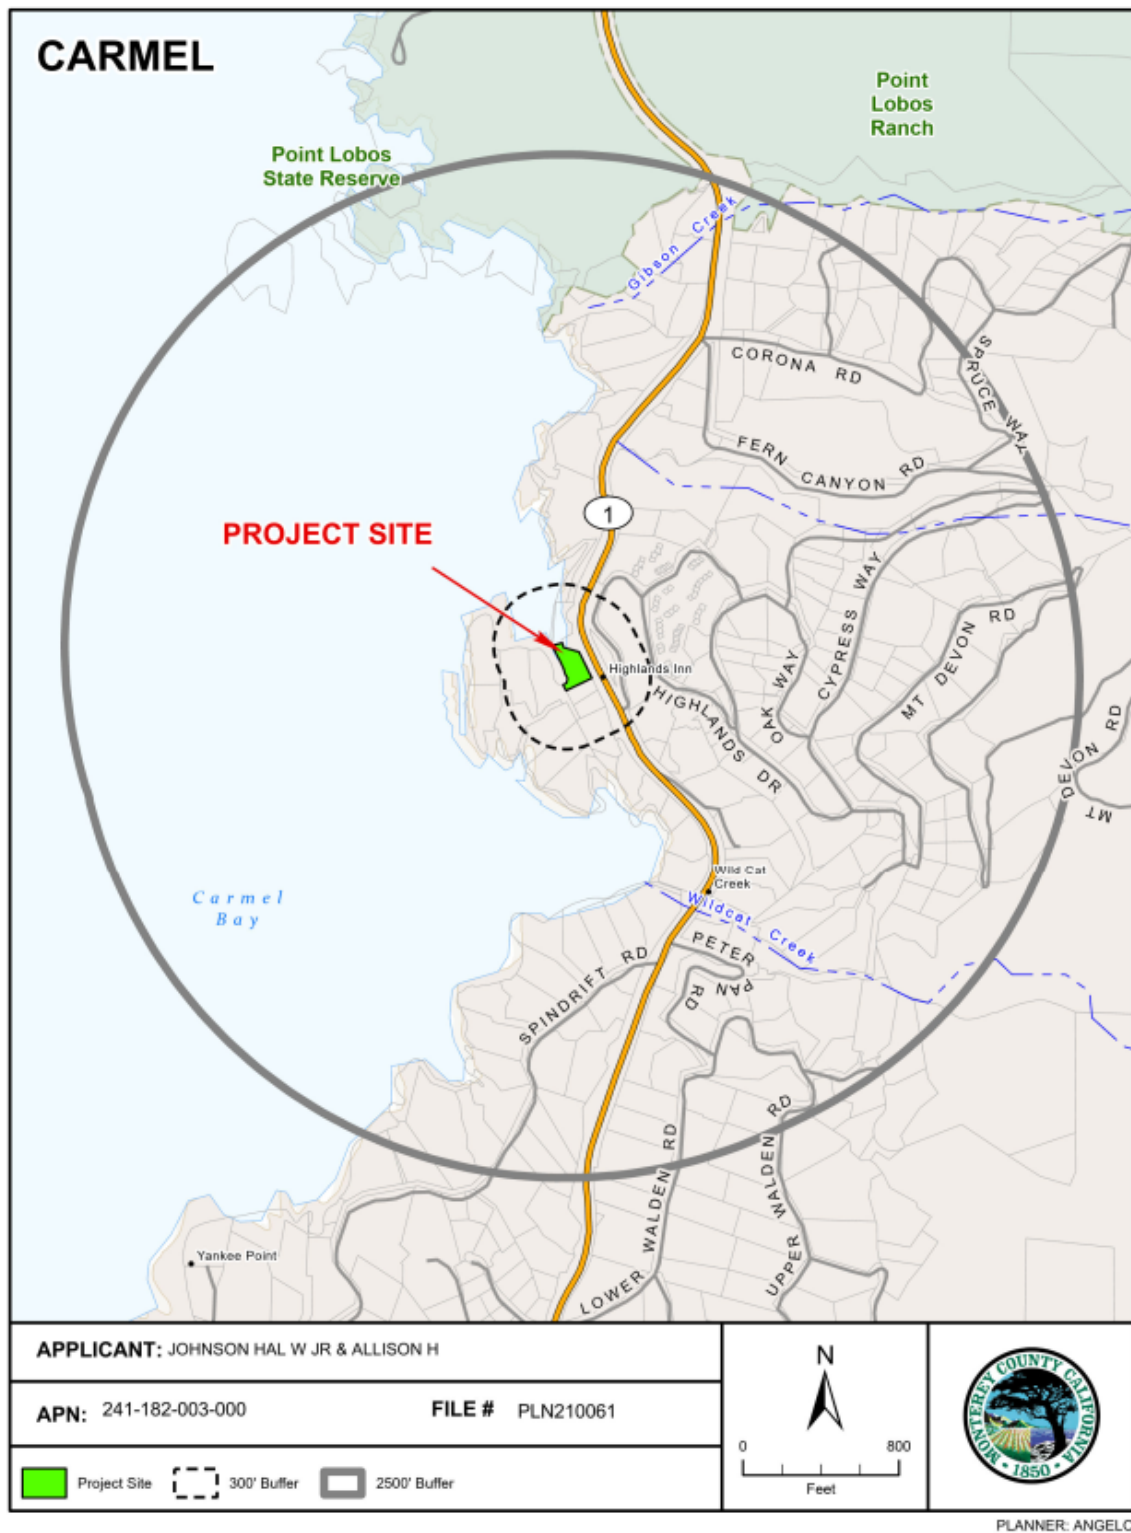 CARMEL
Point
Lobos
Ranch
Point Lobos
State Reserve
Gibson Creek
CORONA RD
SPRUCE WAY
FERN CANYON RD
1
PROJECT SITE
CYPRESS WAY
OAK WAY
MT DEVON RD
Highlands Inn
HIGHLANDS DR
MT DEVON RD
Wild Cat
Creek
Carmel
Bay
Wildcat Creek
PETER PAN RD
SPINDRIFT RD
LOWER WALDEN RD
UPPER WALDEN RD
Yankee Point
APPLICANT: JOHNSON HAL W JR & ALLISON H
APN: 241-182-003-000 FILE # PLN210061
Project Site 300' Buffer 2500' Buffer
N
0 800
Feet
MONTEREY COUNTY CALIFORNIA
1850
PLANNER: ANGELO